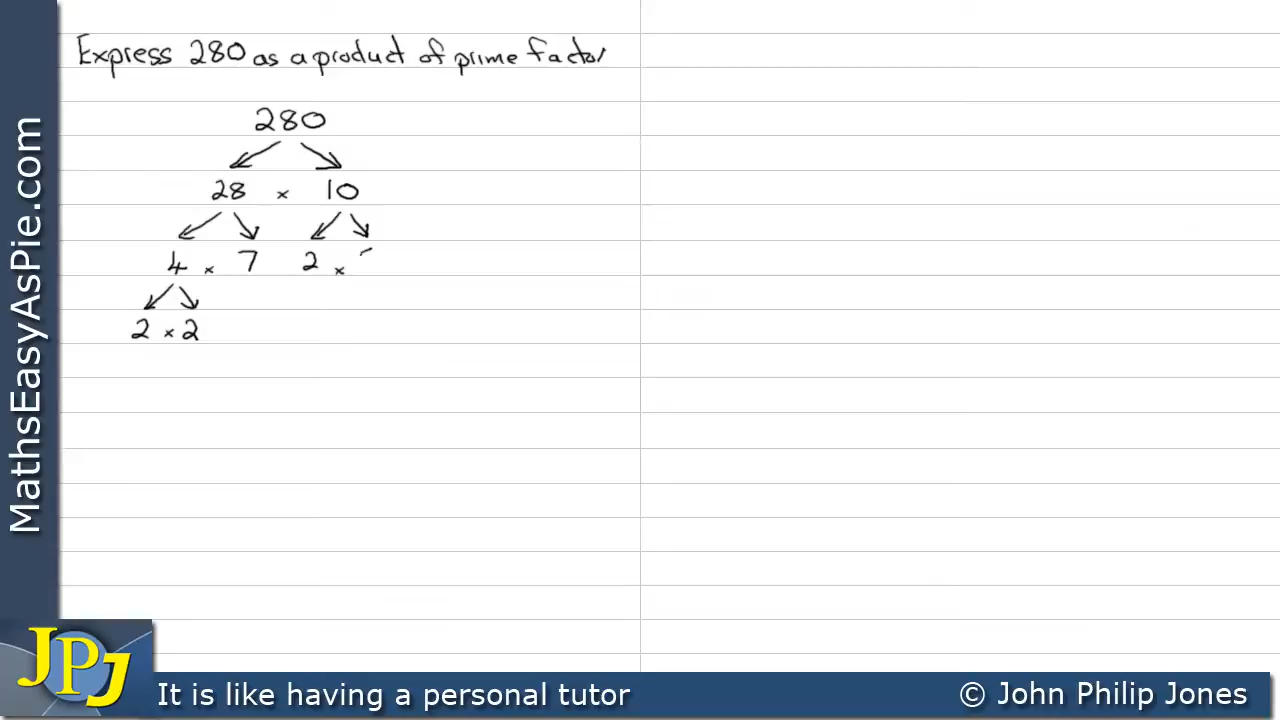 Express 280 as a product of prime factor
280
28 × 10
4 × 7 2 ×
2 × 2
MathsEasyAsPie.com
JPJ
It is like having a personal tutor
© John Philip Jones